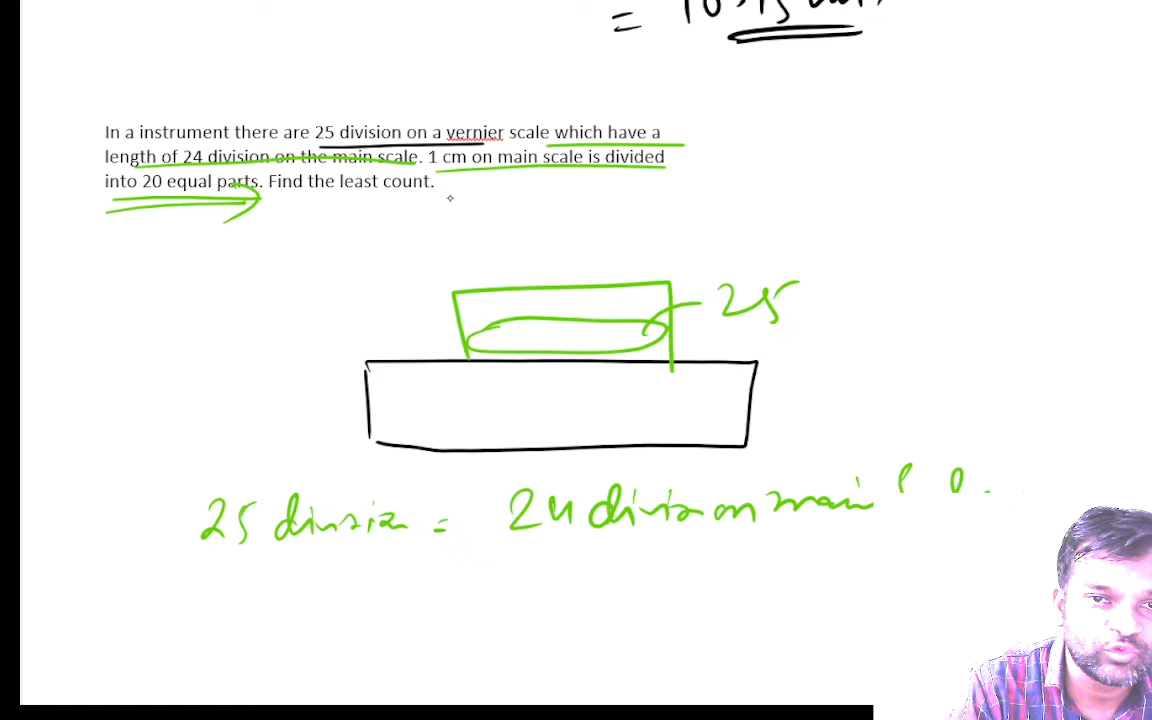 =
In a instrument there are 25 division on a vernier scale which have a
length of 24 division on the main scale. 1 cm on main scale is divided
into 20 equal parts. Find the least count.
25
25 division = 24 division on main